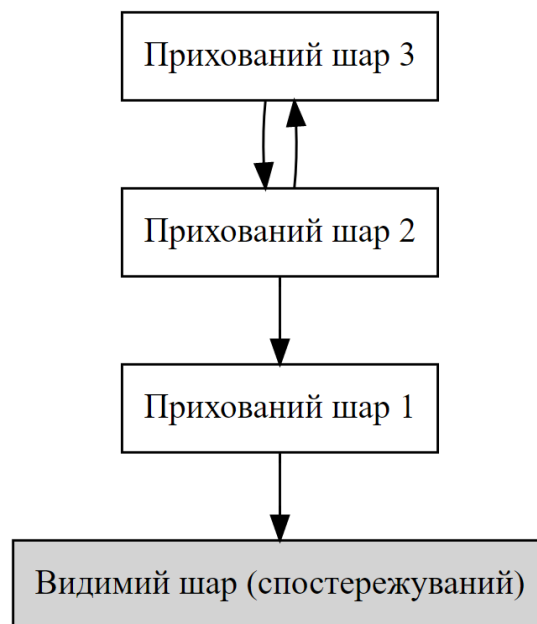 Прихований шар 3
Прихований шар 2
Прихований шар 1
Видимий шар (спостережуваний)